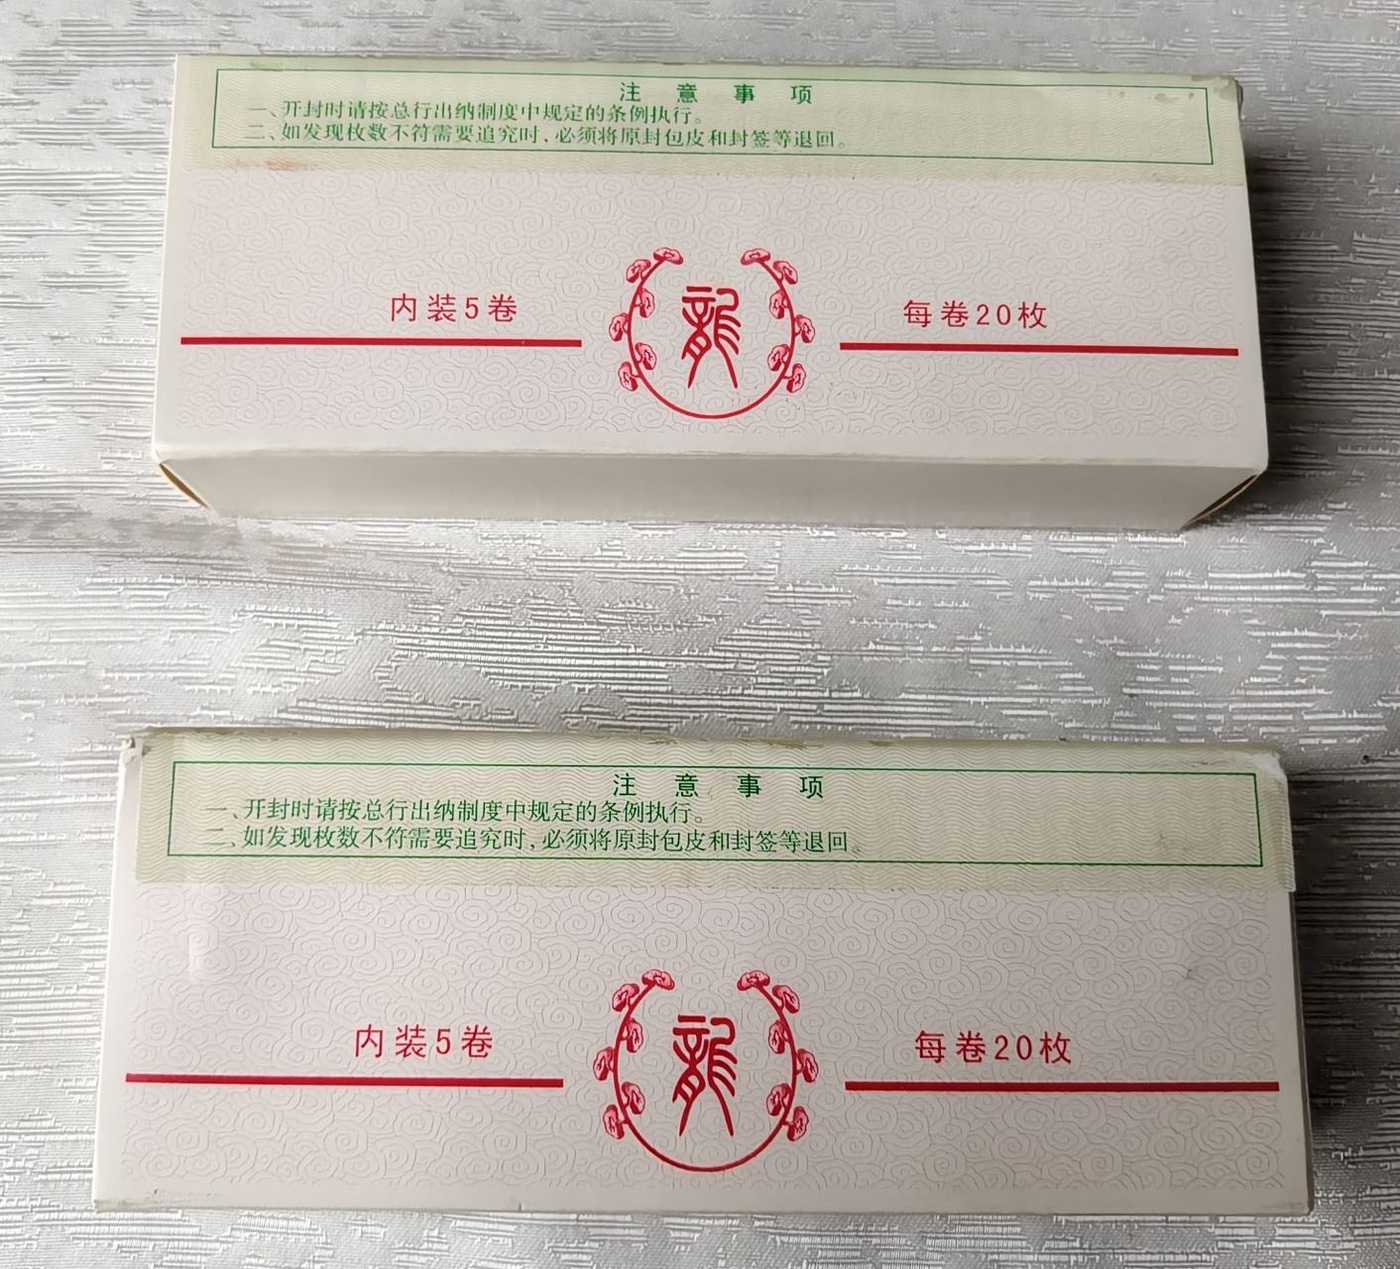 注意事项
一、开封时请按总行出纳制度中规定的条例执行。
二、如发现枚数不符需要追究时,必须将原封包皮和封签等退回。
内装5卷
龍
每卷20枚
注意事项
一、开封时请按总行出纳制度中规定的条例执行。
二、如发现枚数不符需要追究时,必须将原封包皮和封签等退回。
内装5卷
龍
每卷20枚